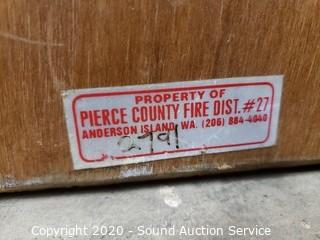 PROPERTY OF
PIERCE COUNTY FIRE DIST. #27
ANDERSON ISLAND, WA. (206) 884-4040
2791
Copyright 2020 - Sound Auction Service